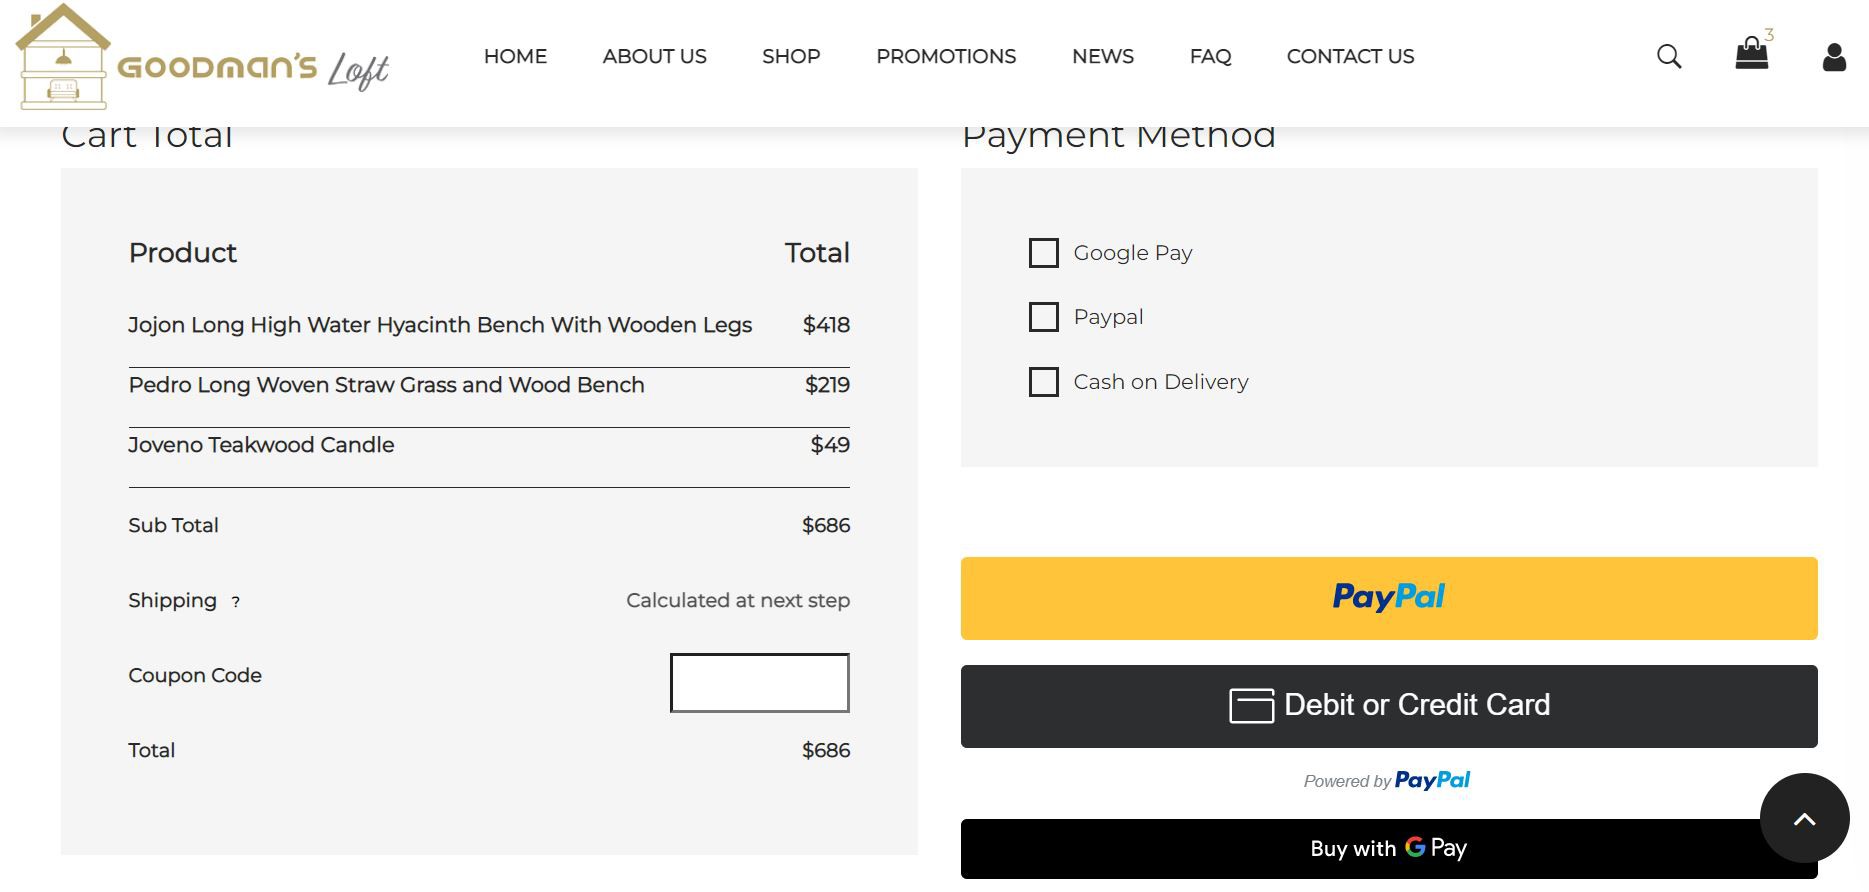 GOODMAN'S Loft
HOME ABOUT US SHOP PROMOTIONS NEWS FAQ CONTACT US
3
Cart Total
Product Total
Jojon Long High Water Hyacinth Bench With Wooden Legs $418
Pedro Long Woven Straw Grass and Wood Bench $219
Joveno Teakwood Candle $49
Sub Total $686
Shipping ? Calculated at next step
Coupon Code
Total $686
Payment Method
Google Pay
Paypal
Cash on Delivery
PayPal
Debit or Credit Card
Powered by PayPal
Buy with G Pay